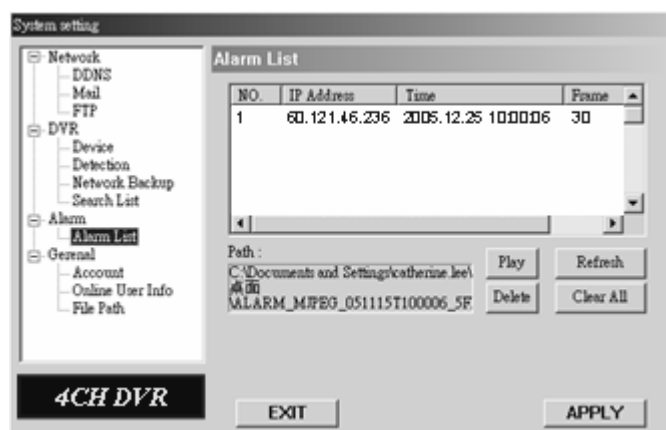 System setting
Network
DDNS
Mail
FTP
DVR
Device
Detection
Network Backup
Search List
Alarm
Alarm List
Gerenal
Account
Online User Info
File Path
4CH DVR
Alarm List
NO. IP Address Time Frame
1 60.121.46.236 2005.12.25 10:00:06 30
Path :
C:\Documents and Settings\catherine.lee\
桌面
\ALARM_MJPEG_051115T100006_5F
Play
Refresh
Delete
Clear All
EXIT
APPLY